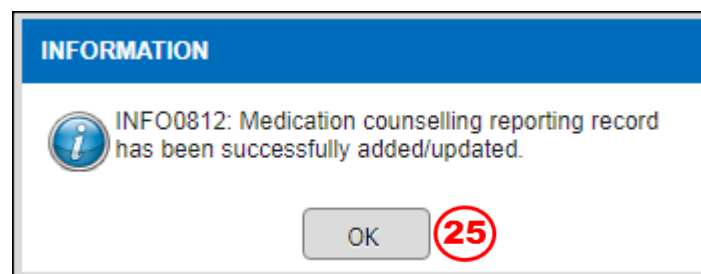 INFORMATION
INFO0812: Medication counselling reporting record
has been successfully added/updated.
OK 25